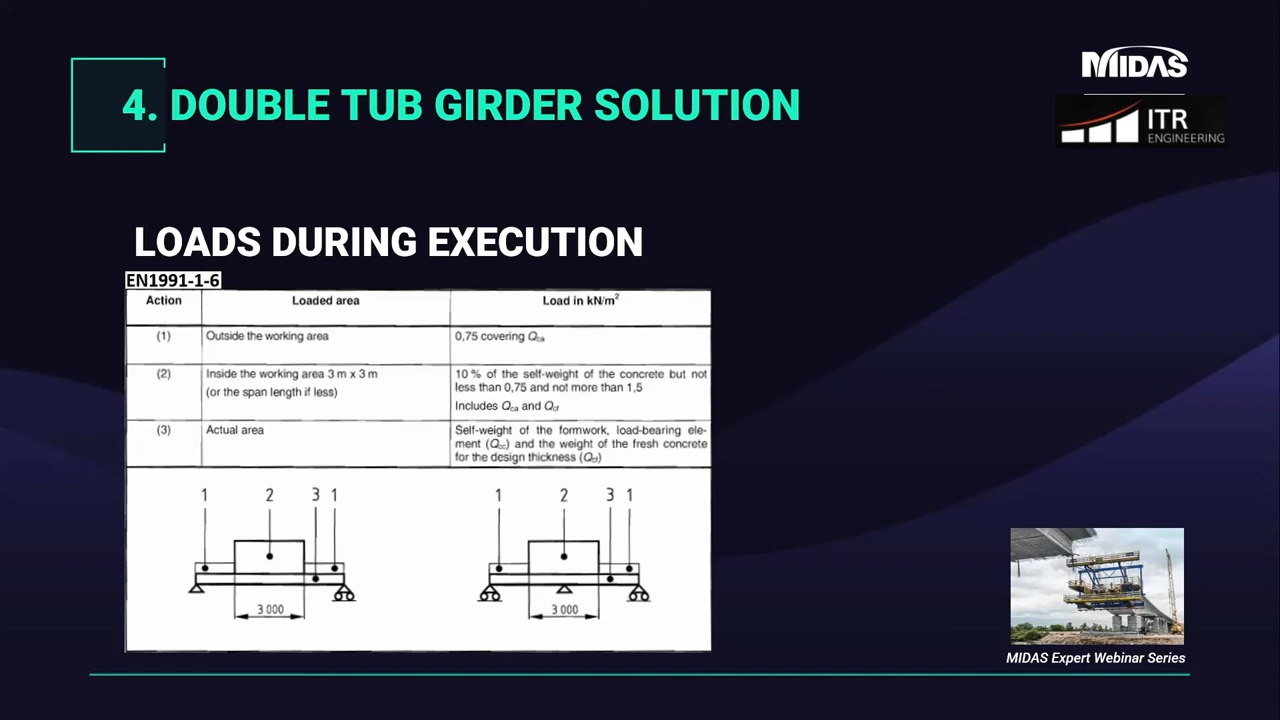 4. DOUBLE TUB GIRDER SOLUTION
MIDAS
ITR
ENGINEERING
LOADS DURING EXECUTION
EN1991-1-6
Action Loaded area Load in kN/m²
(1) Outside the working area 0,75 covering Qca
(2) Inside the working area 3 m x 3 m 10 % of the self-weight of the concrete but not
(or the span length if less) less than 0,75 and not more than 1,5
Includes Qca and Qcf
(3) Actual area Self-weight of the formwork, load-bearing ele-
ment (Qcc) and the weight of the fresh concrete
for the design thickness (Qcf)
1 2 3 1 1 2 3 1
3 000 3 000
MIDAS Expert Webinar Series